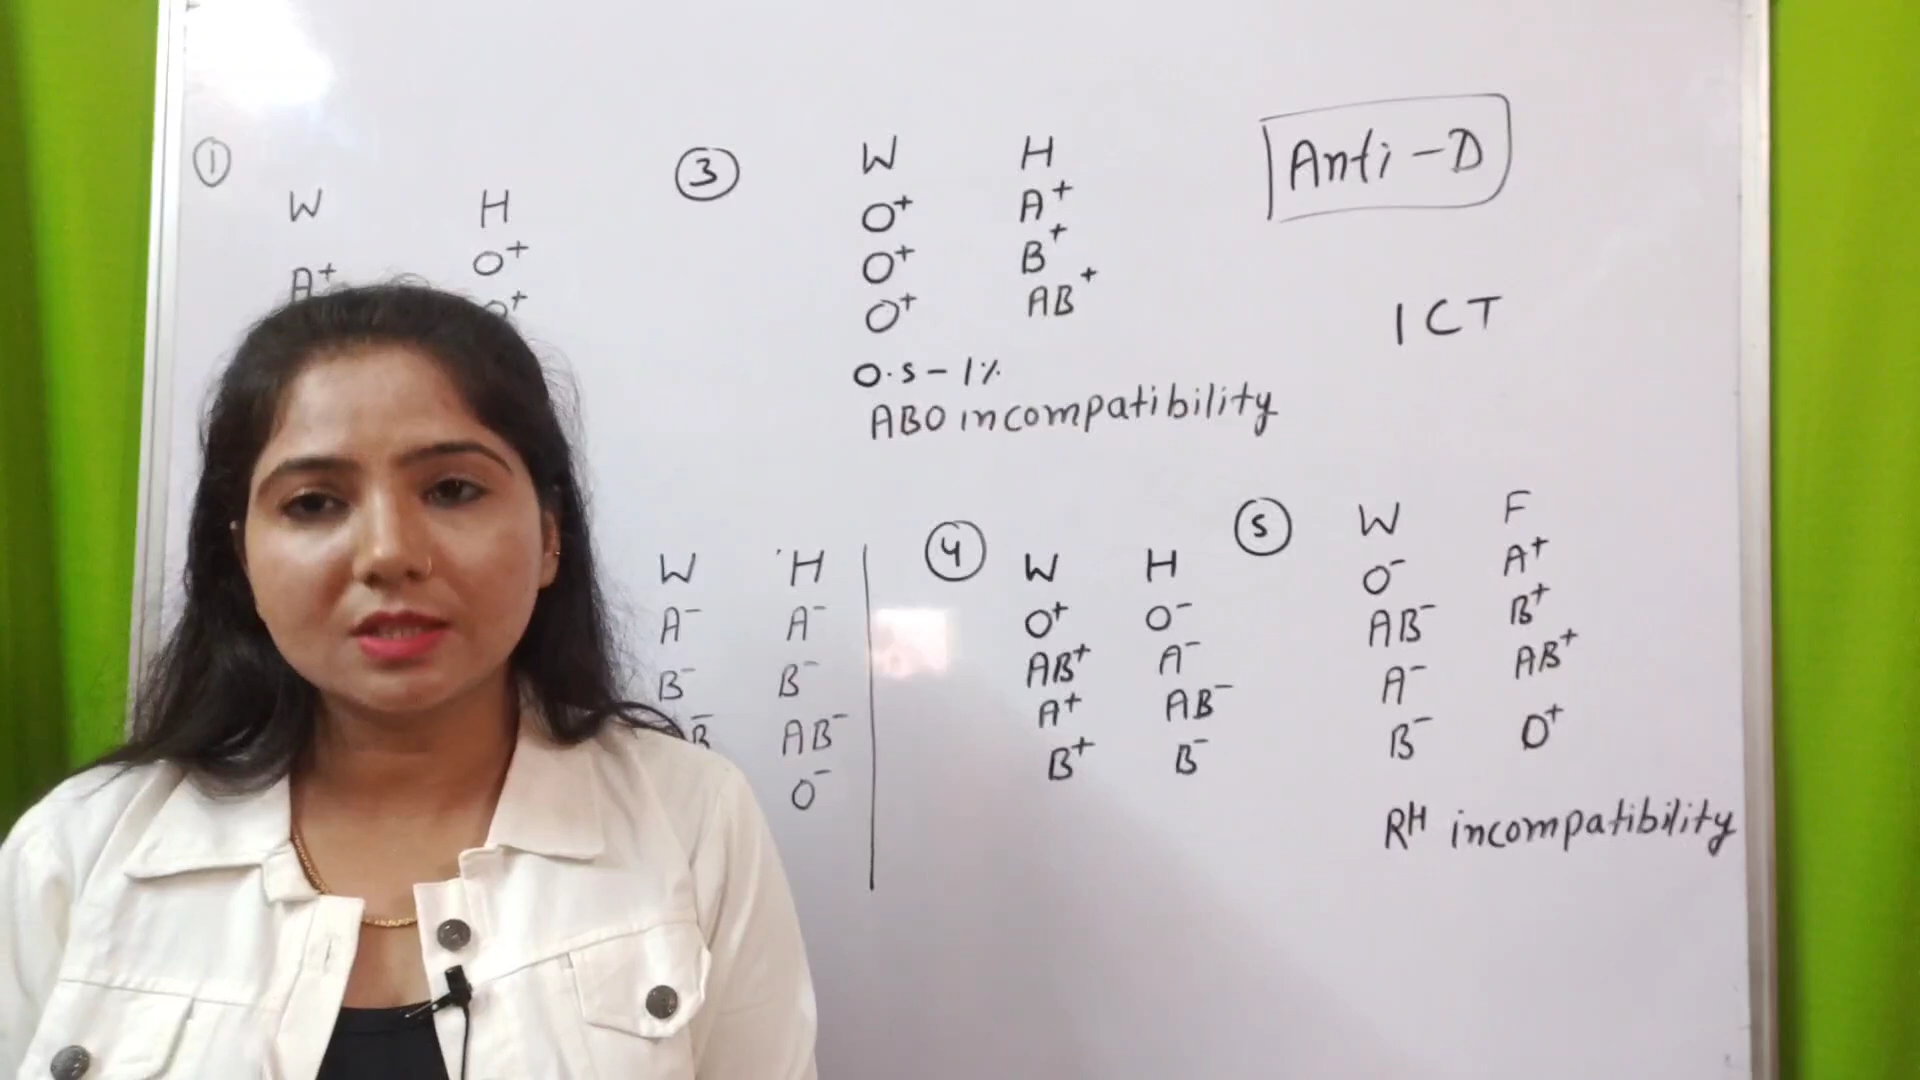 ①
W H
A⁺ O⁺
O⁺
③
W H
O⁺ A⁺
O⁺ B⁺
O⁺ AB⁺
0.5-1%
ABO incompatibility
Anti-D
ICT
W H
A⁻ A⁻
B⁻ B⁻
AB⁻
O⁻
④
W H
O⁺ O⁻
AB⁺ A⁻
A⁺ AB⁻
B⁺ B⁻
⑤
W F
O⁻ A⁺
AB⁻ B⁺
A⁻ AB⁺
B⁻ O⁺
RH incompatibility